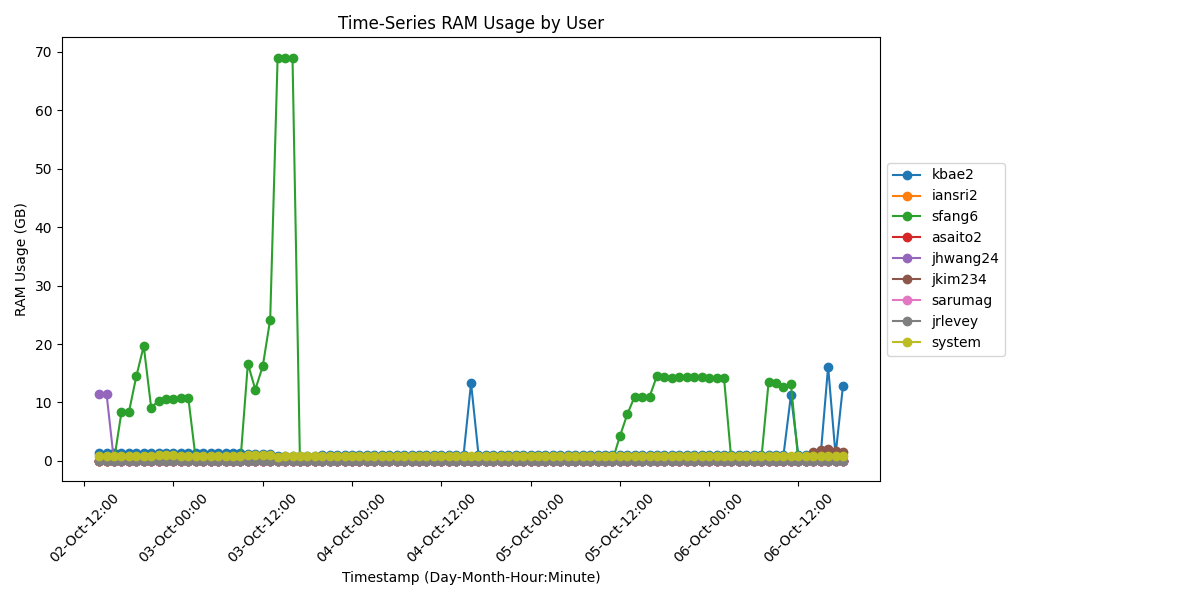 Time-Series RAM Usage by User
RAM Usage (GB)
70
60
50
40
30
20
10
0
02-Oct-12:00
03-Oct-00:00
03-Oct-12:00
04-Oct-00:00
04-Oct-12:00
05-Oct-00:00
05-Oct-12:00
06-Oct-00:00
06-Oct-12:00
Timestamp (Day-Month-Hour:Minute)
kbae2
iansri2
sfang6
asaito2
jhwang24
jkim234
sarumag
jrlevey
system